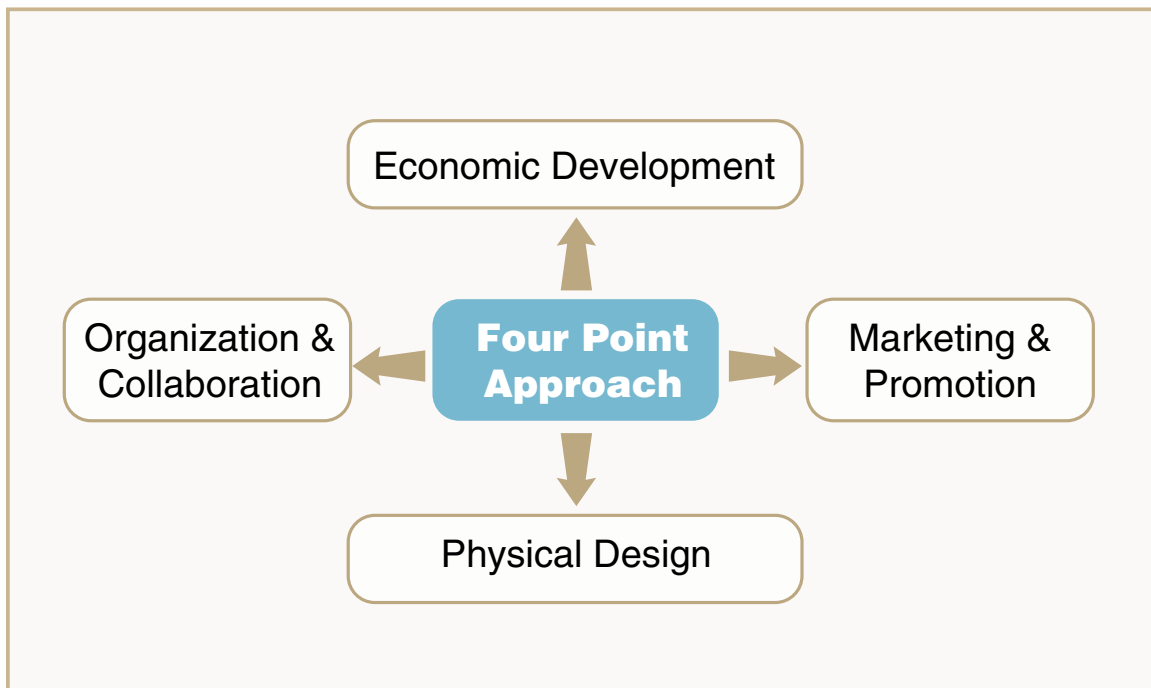 Economic Development
Organization &
Collaboration
Four Point
Approach
Marketing &
Promotion
Physical Design